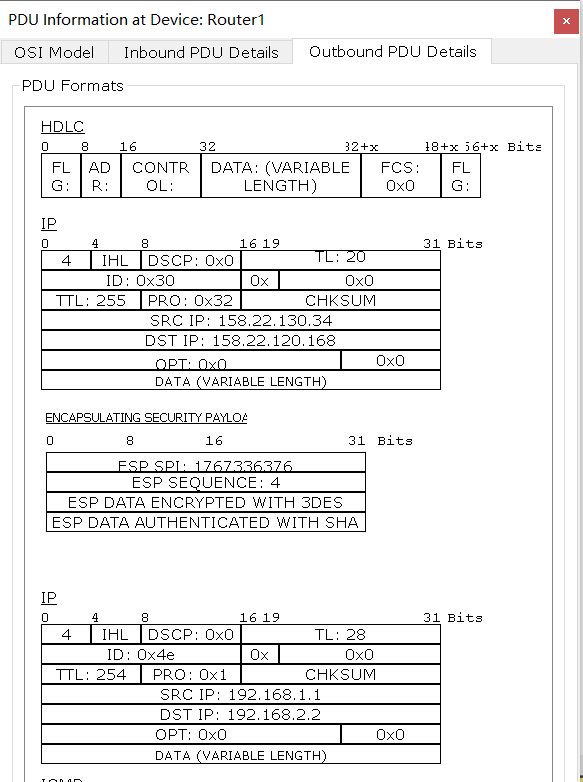 PDU Information at Device: Router1
OSI Model Inbound PDU Details Outbound PDU Details
PDU Formats
HDLC
0 8 16 32 32+x 48+x 56+x Bits
FL G: AD R: CONTR OL: DATA: (VARIABLE LENGTH) FCS: 0x0 FL G:
IP
0 4 8 16 19 31 Bits
4 IHL DSCP: 0x0 TL: 20
ID: 0x30 0x 0x0
TTL: 255 PRO: 0x32 CHKSUM
SRC IP: 158.22.130.34
DST IP: 158.22.120.168
OPT: 0x0 0x0
DATA (VARIABLE LENGTH)
ENCAPSULATING SECURITY PAYLOA
0 8 16 31 Bits
ESP SPI: 1767336376
ESP SEQUENCE: 4
ESP DATA ENCRYPTED WITH 3DES
ESP DATA AUTHENTICATED WITH SHA
IP
0 4 8 16 19 31 Bits
4 IHL DSCP: 0x0 TL: 28
ID: 0x4e 0x 0x0
TTL: 254 PRO: 0x1 CHKSUM
SRC IP: 192.168.1.1
DST IP: 192.168.2.2
OPT: 0x0 0x0
DATA (VARIABLE LENGTH)